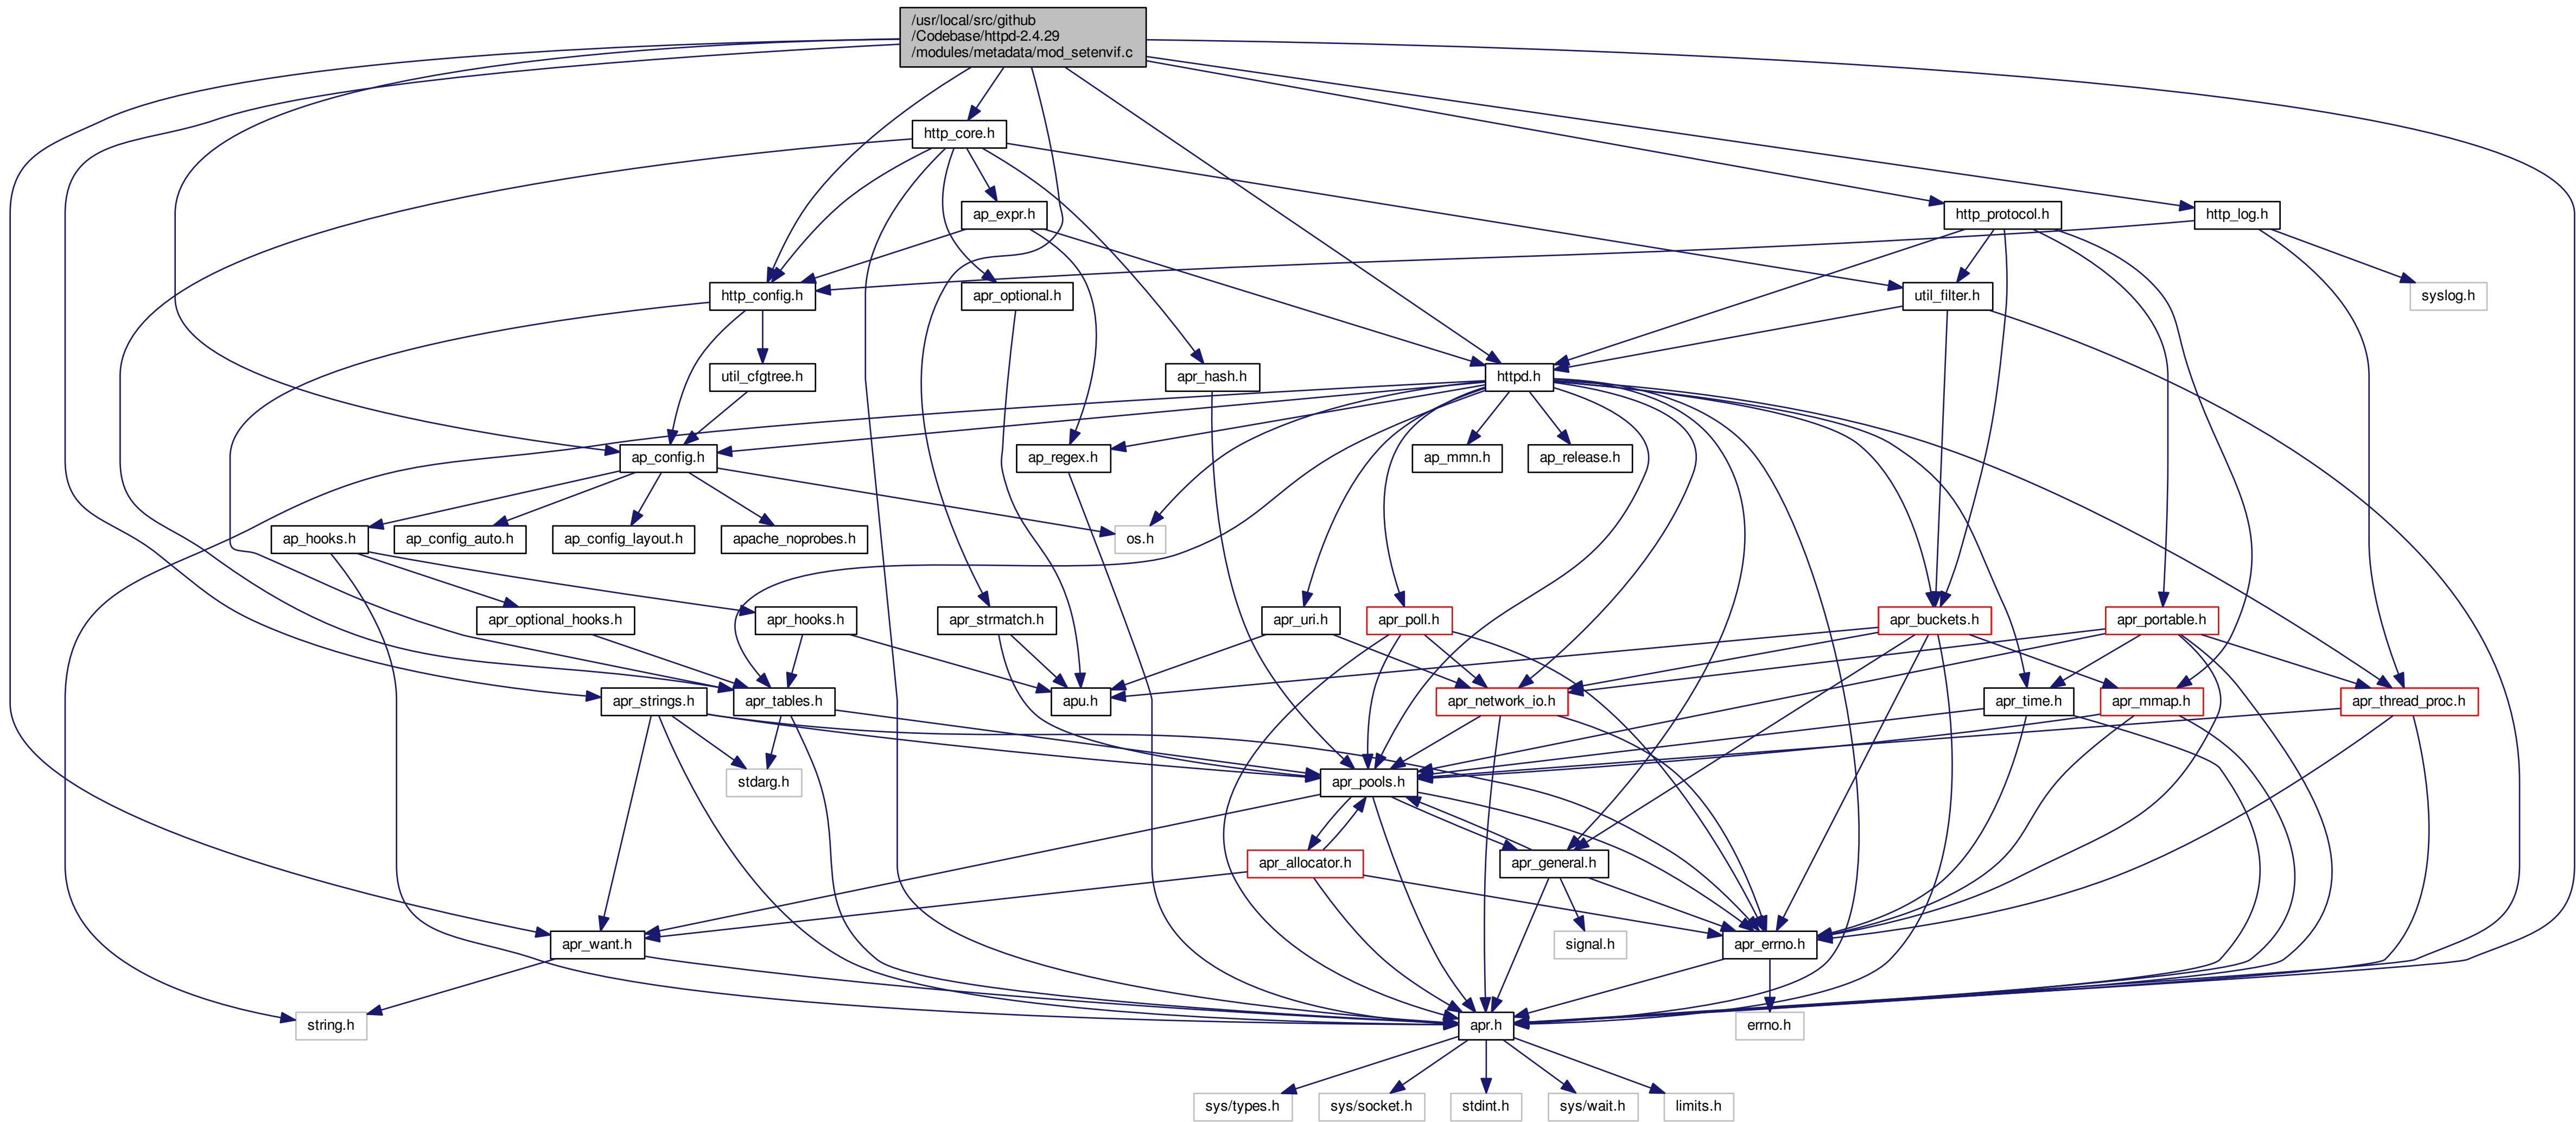 /usr/local/src/github
/Codebase/httpd-2.4.29
/modules/metadata/mod_setenvif.c
http_core.h
ap_expr.h
http_protocol.h
http_log.h
http_config.h
apr_optional.h
util_filter.h
syslog.h
util_cfgtree.h
apr_hash.h
httpd.h
ap_config.h
ap_regex.h
ap_mmn.h
ap_release.h
ap_hooks.h
ap_config_auto.h
ap_config_layout.h
apache_noprobes.h
os.h
apr_optional_hooks.h
apr_hooks.h
apr_strmatch.h
apr_uri.h
apr_poll.h
apr_buckets.h
apr_portable.h
apr_strings.h
apr_tables.h
apu.h
apr_network_io.h
apr_time.h
apr_mmap.h
apr_thread_proc.h
stdarg.h
apr_pools.h
apr_allocator.h
apr_general.h
apr_want.h
signal.h
apr_errno.h
string.h
apr.h
errno.h
sys/types.h
sys/socket.h
stdint.h
sys/wait.h
limits.h